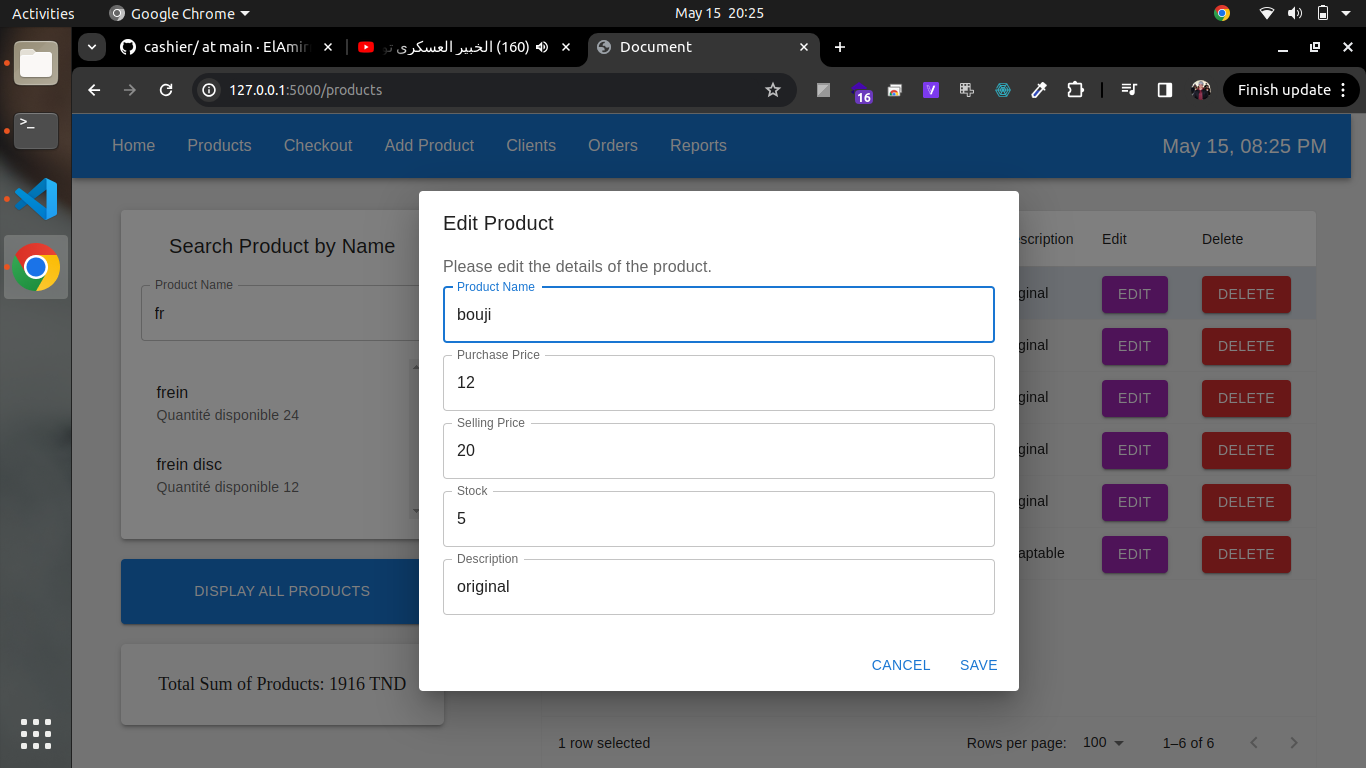 Activities Google Chrome May 15 20:25
cashier/ at main · ElAmir (160) الخبير العسكري Document
127.0.0.1:5000/products 16 Finish update
Home Products Checkout Add Product Clients Orders Reports May 15, 08:25 PM
Search Product by Name
Product Name
fr
frein
Quantité disponible 24
frein disc
Quantité disponible 12
DISPLAY ALL PRODUCTS
Total Sum of Products: 1916 TND
Edit Product
Please edit the details of the product.
Product Name
bouji
Purchase Price
12
Selling Price
20
Stock
5
Description
original
CANCEL SAVE
scription Edit Delete
ginal EDIT DELETE
ginal EDIT DELETE
ginal EDIT DELETE
ginal EDIT DELETE
ginal EDIT DELETE
aptable EDIT DELETE
1 row selected Rows per page: 100 1–6 of 6